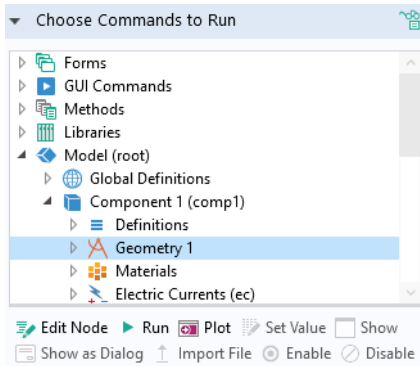 Choose Commands to Run
Forms
GUI Commands
Methods
Libraries
Model (root)
Global Definitions
Component 1 (comp1)
Definitions
Geometry 1
Materials
Electric Currents (ec)
Edit Node Run Plot Set Value Show
Show as Dialog Import File Enable Disable